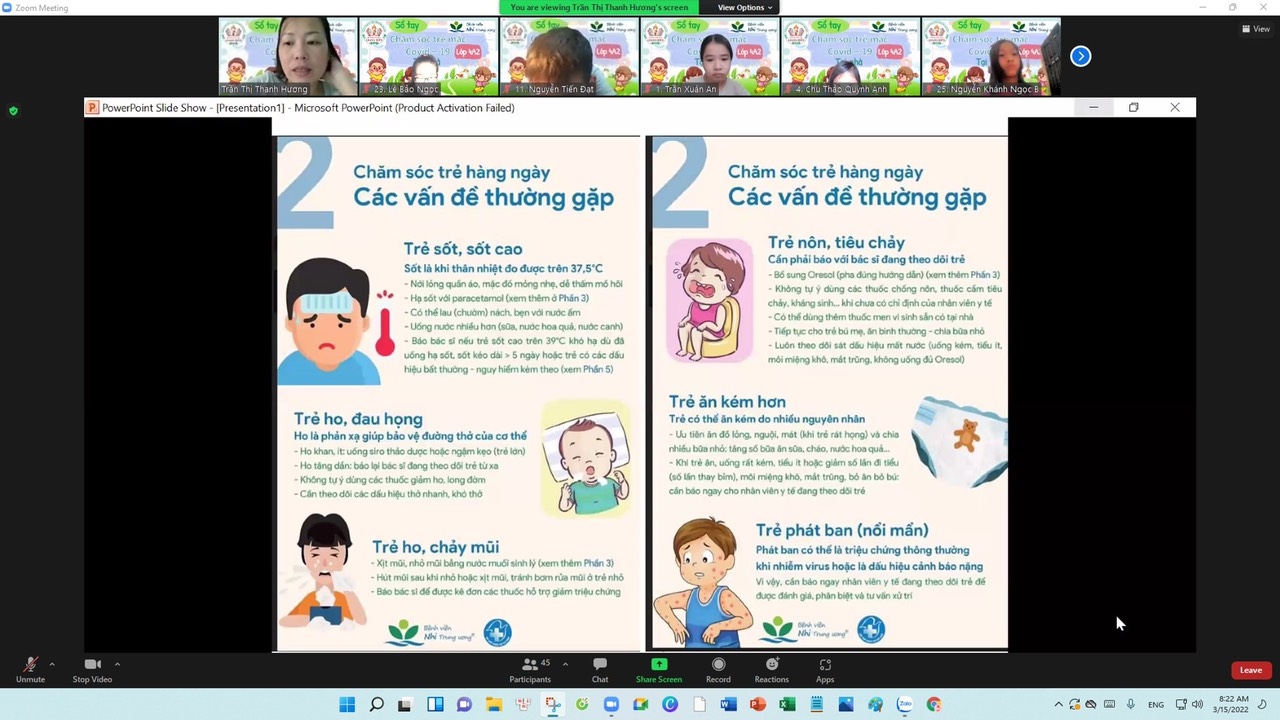 Zoom Meeting
You are viewing Trần Thị Thanh Hương's screen
View Options
View
Sổ tay
Lớp 4A2
Trần Thị Thanh Hương
23. Lê Bảo Ngọc
11. Nguyễn Tiến Đạt
1. Trần Xuân An
4. Chu Thảo Quỳnh Anh
25. Nguyễn Khánh Ngọc B
PowerPoint Slide Show - [Presentation1] - Microsoft PowerPoint (Product Activation Failed)
2
Chăm sóc trẻ hàng ngày
Các vấn đề thường gặp
Trẻ sốt, sốt cao
Sốt là khi thân nhiệt đo được trên 37,5°C
- Nới lỏng quần áo, mặc đồ mỏng nhẹ, dễ thấm mồ hôi
- Hạ sốt với paracetamol (xem thêm ở Phần 3)
- Có thể lau (chườm) nách, bẹn với nước ấm
- Uống nước nhiều hơn (sữa, nước hoa quả, nước canh)
- Báo bác sĩ nếu trẻ sốt cao trên 39°C khó hạ dù đã
uống hạ sốt, sốt kéo dài > 5 ngày hoặc trẻ có các dấu
hiệu bất thường - nguy hiểm kèm theo (xem Phần 5)
Trẻ ho, đau họng
Ho là phản xạ giúp bảo vệ đường thở của cơ thể
- Ho khan, ít: uống siro thảo dược hoặc ngậm kẹo (trẻ lớn)
- Ho tăng dần: báo lại bác sĩ đang theo dõi trẻ từ xa
- Không tự ý dùng các thuốc giảm ho, long đờm
- Cần theo dõi các dấu hiệu thở nhanh, khó thở
Trẻ ho, chảy mũi
- Xịt mũi, nhỏ mũi bằng nước muối sinh lý (xem thêm Phần 3)
- Hút mũi sau khi nhỏ hoặc xịt mũi, tránh bơm rửa mũi ở trẻ nhỏ
- Báo bác sĩ để được kê đơn các thuốc hỗ trợ giảm triệu chứng
Bệnh viện
Nhi Trung ương
2
Chăm sóc trẻ hàng ngày
Các vấn đề thường gặp
Trẻ nôn, tiêu chảy
Cần phải báo với bác sĩ đang theo dõi trẻ
- Bổ sung Oresol (pha đúng hướng dẫn) (xem thêm Phần 3)
- Không tự ý dùng các thuốc chống nôn, thuốc cầm tiêu
chảy, kháng sinh... khi chưa có chỉ định của nhân viên y tế
- Có thể dùng thêm thuốc men vi sinh sẵn có tại nhà
- Tiếp tục cho trẻ bú mẹ, ăn bình thường - chia bữa nhỏ
- Luôn theo dõi sát dấu hiệu mất nước (uống kém, tiểu ít,
môi miệng khô, mắt trũng, không uống đủ Oresol)
Trẻ ăn kém hơn
Trẻ có thể ăn kém do nhiều nguyên nhân
- Ưu tiên ăn đồ lỏng, nguội, mát (khi trẻ rát họng) và chia
nhiều bữa nhỏ: tăng số bữa ăn sữa, cháo, nước hoa quả...
- Khi trẻ ăn, uống rất kém, tiểu ít hoặc giảm số lần đi tiểu
(số lần thay bỉm), môi miệng khô, mắt trũng, bỏ ăn bỏ bú:
cần báo ngay cho nhân viên y tế đang theo dõi trẻ
Trẻ phát ban (nổi mẩn)
Phát ban có thể là triệu chứng thông thường
khi nhiễm virus hoặc là dấu hiệu cảnh báo nặng
Vì vậy, cần báo ngay nhân viên y tế đang theo dõi trẻ để
được đánh giá, phân biệt và tư vấn xử trí
Bệnh viện
Nhi Trung ương
Unmute
Stop Video
45
Participants
Chat
Share Screen
Record
Reactions
Apps
Leave
Zalo
ENG
8:22 AM
3/15/2022